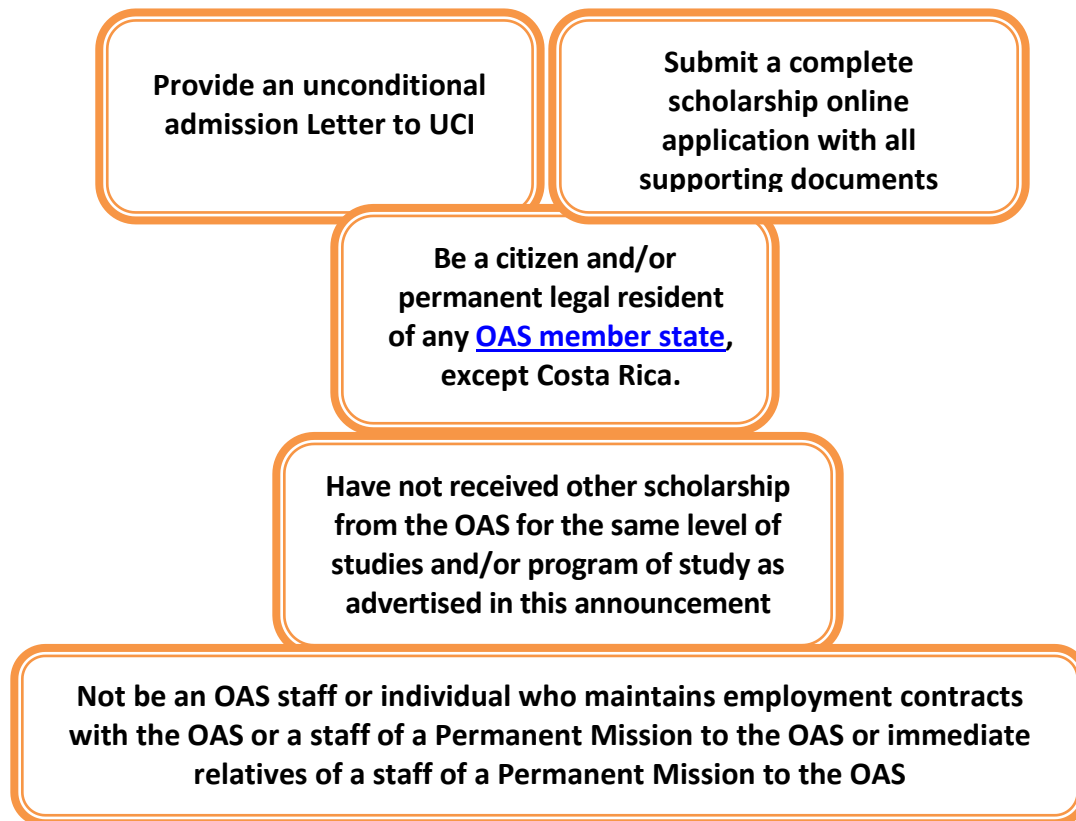 Provide an unconditional
admission Letter to UCI
Submit a complete
scholarship online
application with all
supporting documents
Be a citizen and/or
permanent legal resident
of any OAS member state,
except Costa Rica.
Have not received other scholarship
from the OAS for the same level of
studies and/or program of study as
advertised in this announcement
Not be an OAS staff or individual who maintains employment contracts
with the OAS or a staff of a Permanent Mission to the OAS or immediate
relatives of a staff of a Permanent Mission to the OAS